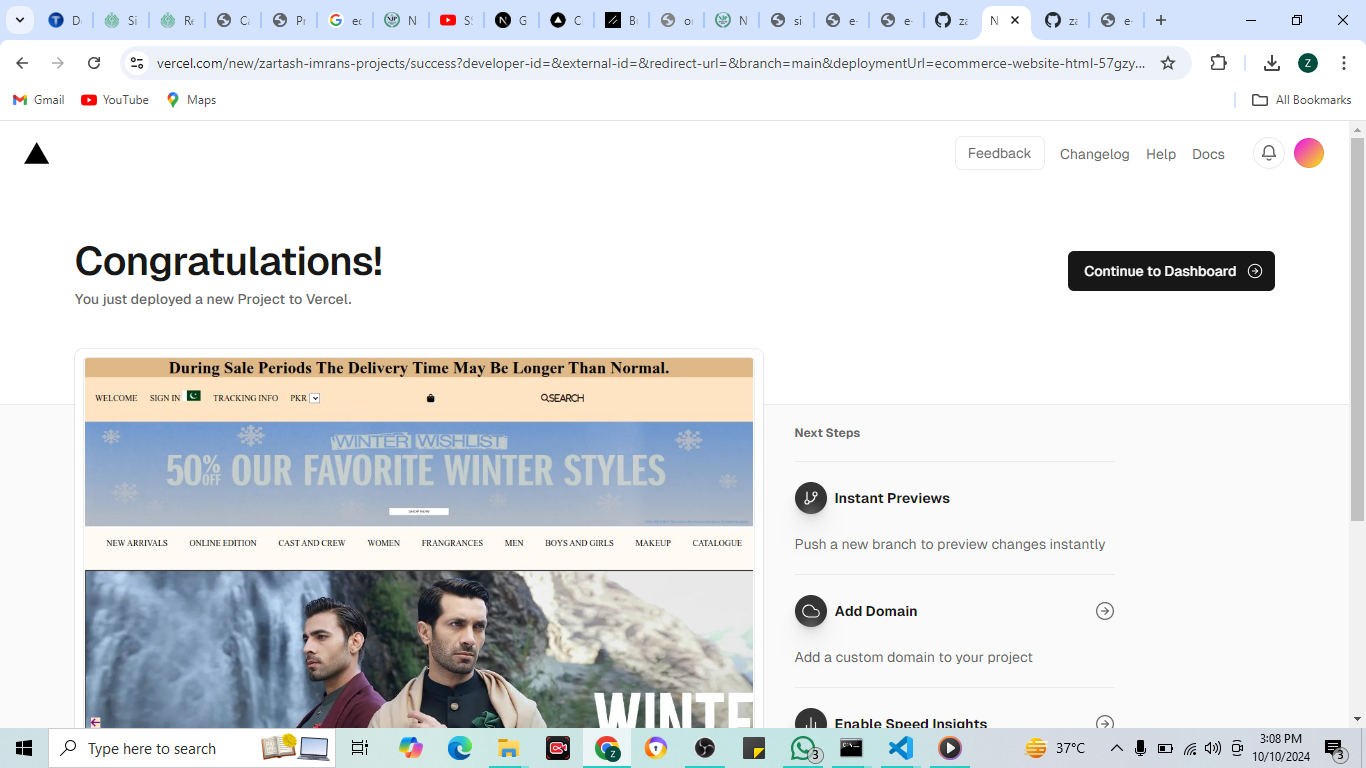 D
Si
Re
C
Pr
ec
N
S
G
C
B
or
N
si
e-
e-
za
N
za
e-
vercel.com/new/zartash-imrans-projects/success?developer-id=&external-id=&redirect-url=&branch=main&deploymentUrl=ecommerce-website-html-57gzy...
Z
Gmail
YouTube
Maps
All Bookmarks
Feedback
Changelog
Help
Docs
Congratulations!
You just deployed a new Project to Vercel.
Continue to Dashboard
During Sale Periods The Delivery Time May Be Longer Than Normal.
WELCOME
SIGN IN
TRACKING INFO
PKR
SEARCH
WINTER WISHLIST
50% OFF OUR FAVORITE WINTER STYLES
SHOP NOW
NEW ARRIVALS
ONLINE EDITION
CAST AND CREW
WOMEN
FRANGRANCES
MEN
BOYS AND GIRLS
MAKEUP
CATALOGUE
WINTE
Next Steps
Instant Previews
Push a new branch to preview changes instantly
Add Domain
Add a custom domain to your project
Enable Speed Insights
Type here to search
Z
3
37°C
3:08 PM
10/10/2024
3